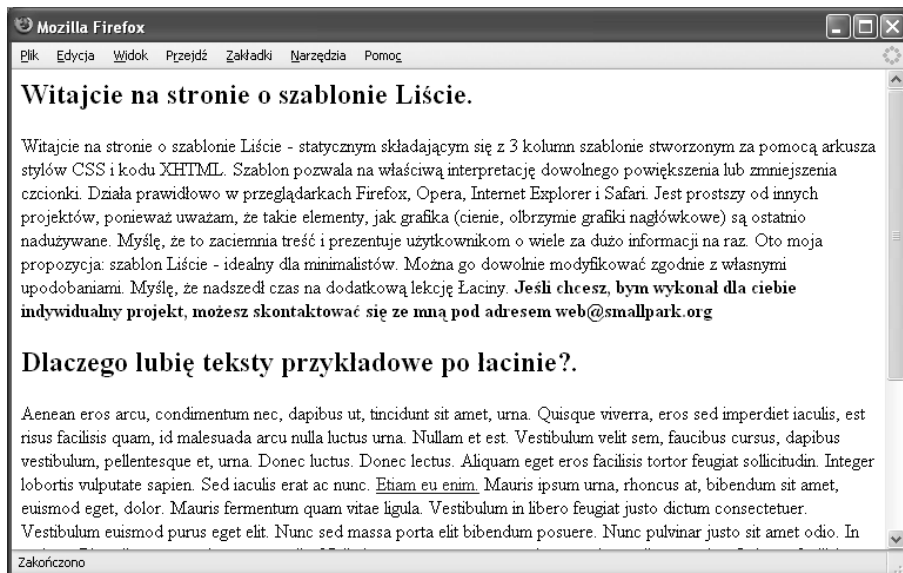 Mozilla Firefox
Plik Edycja Widok Przejdź Zakładki Narzędzia Pomoc
Witajcie na stronie o szablonie Liście.
Witajcie na stronie o szablonie Liście - statycznym składającym się z 3 kolumn szablonie stworzonym za pomocą arkusza
stylów CSS i kodu XHTML. Szablon pozwala na właściwą interpretację dowolnego powiększenia lub zmniejszenia
czcionki. Działa prawidłowo w przeglądarkach Firefox, Opera, Internet Explorer i Safari. Jest prostszy od innych
projektów, ponieważ uważam, że takie elementy, jak grafika (cienie, olbrzymie grafiki nagłówkowe) są ostatnio
nadużywane. Myślę, że to zaciemnia treść i prezentuje użytkownikom o wiele za dużo informacji na raz. Oto moja
propozycja: szablon Liście - idealny dla minimalistów. Można go dowolnie modyfikować zgodnie z własnymi
upodobaniami. Myślę, że nadszedł czas na dodatkową lekcję Łaciny. Jeśli chcesz, bym wykonał dla ciebie
indywidualny projekt, możesz skontaktować się ze mną pod adresem web@smallpark.org
Dlaczego lubię teksty przykładowe po łacinie?.
Aenean eros arcu, condimentum nec, dapibus ut, tincidunt sit amet, urna. Quisque viverra, eros sed imperdiet iaculis, est
risus facilisis quam, id malesuada arcu nulla luctus urna. Nullam et est. Vestibulum velit sem, faucibus cursus, dapibus
vestibulum, pellentesque et, urna. Donec luctus. Donec lectus. Aliquam eget eros facilisis tortor feugiat sollicitudin. Integer
lobortis vulputate sapien. Sed iaculis erat ac nunc. Etiam eu enim. Mauris ipsum urna, rhoncus at, bibendum sit amet,
euismod eget, dolor. Mauris fermentum quam vitae ligula. Vestibulum in libero feugiat justo dictum consectetuer.
Vestibulum euismod purus eget elit. Nunc sed massa porta elit bibendum posuere. Nunc pulvinar justo sit amet odio. In
Zakończono